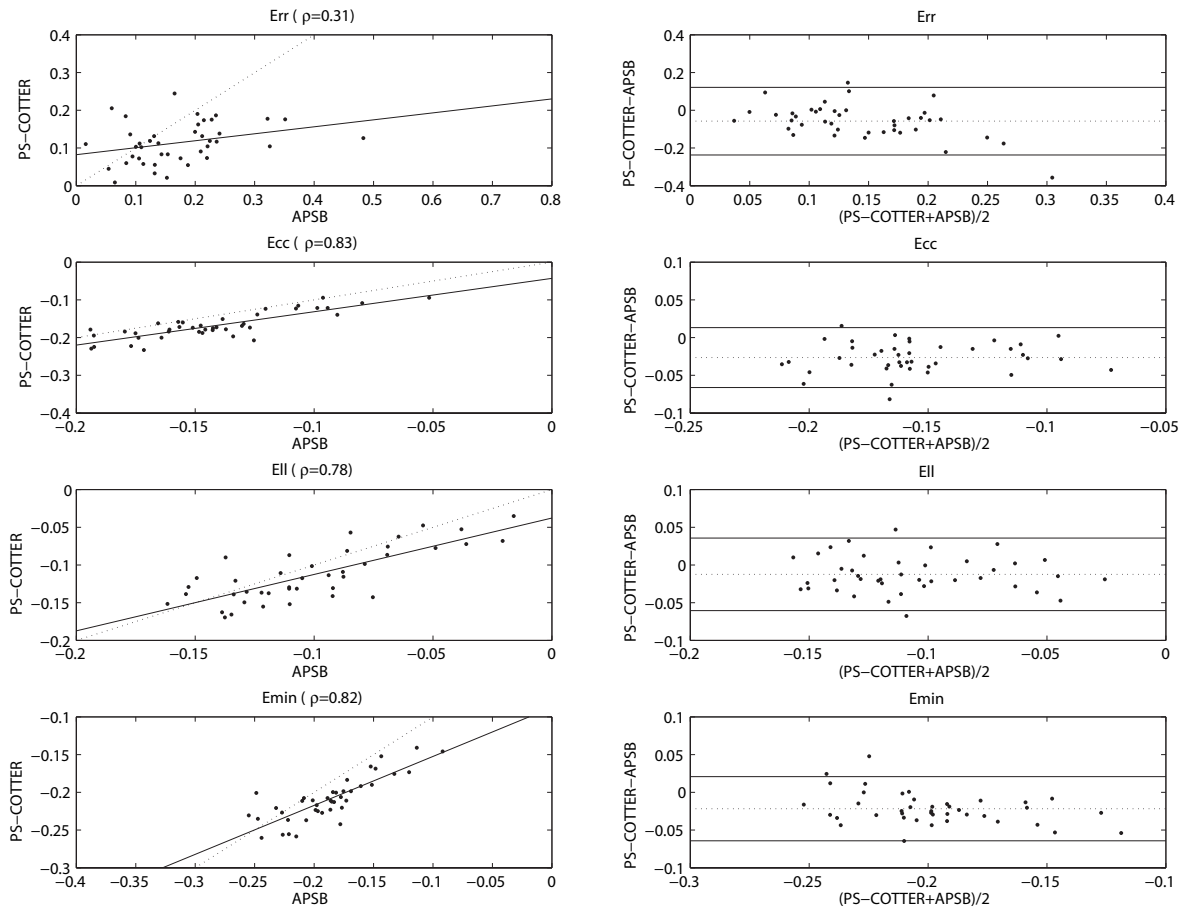 Err ( ρ=0.31)
PS−COTTER
0.4
0.3
0.2
0.1
0
0 0.1 0.2 0.3 0.4 0.5 0.6 0.7 0.8
APSB
Err
PS−COTTER−APSB
0.4
0.2
0
−0.2
−0.4
0 0.05 0.1 0.15 0.2 0.25 0.3 0.35 0.4
(PS−COTTER+APSB)/2
Ecc ( ρ=0.83)
PS−COTTER
0
−0.1
−0.2
−0.3
−0.4
−0.2 −0.15 −0.1 −0.05 0
APSB
Ecc
PS−COTTER−APSB
0.1
0.05
0
−0.05
−0.1
−0.25 −0.2 −0.15 −0.1 −0.05
(PS−COTTER+APSB)/2
Ell ( ρ=0.78)
PS−COTTER
0
−0.05
−0.1
−0.15
−0.2
−0.2 −0.15 −0.1 −0.05 0
APSB
Ell
PS−COTTER−APSB
0.1
0.05
0
−0.05
−0.1
−0.2 −0.15 −0.1 −0.05 0
(PS−COTTER+APSB)/2
Emin ( ρ=0.82)
PS−COTTER
−0.1
−0.15
−0.2
−0.25
−0.3
−0.4 −0.35 −0.3 −0.25 −0.2 −0.15 −0.1 −0.05 0
APSB
Emin
PS−COTTER−APSB
0.1
0.05
0
−0.05
−0.1
−0.3 −0.25 −0.2 −0.15 −0.1
(PS−COTTER+APSB)/2